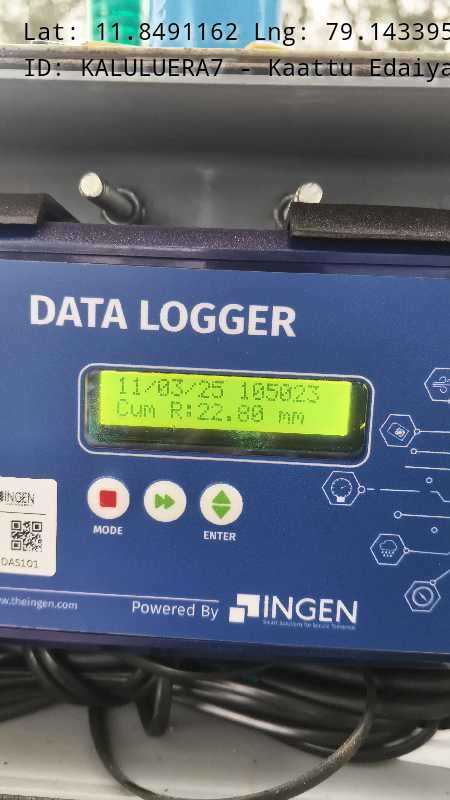 Lat: 11.8491162 Lng: 79.143395
ID: KALULUERA7 - Kaattu Edaiya
DATA LOGGER
11/03/25 105023
Cum R:22.80 mm
INGEN
DAS101
MODE
ENTER
w.theingen.com
Powered By INGEN